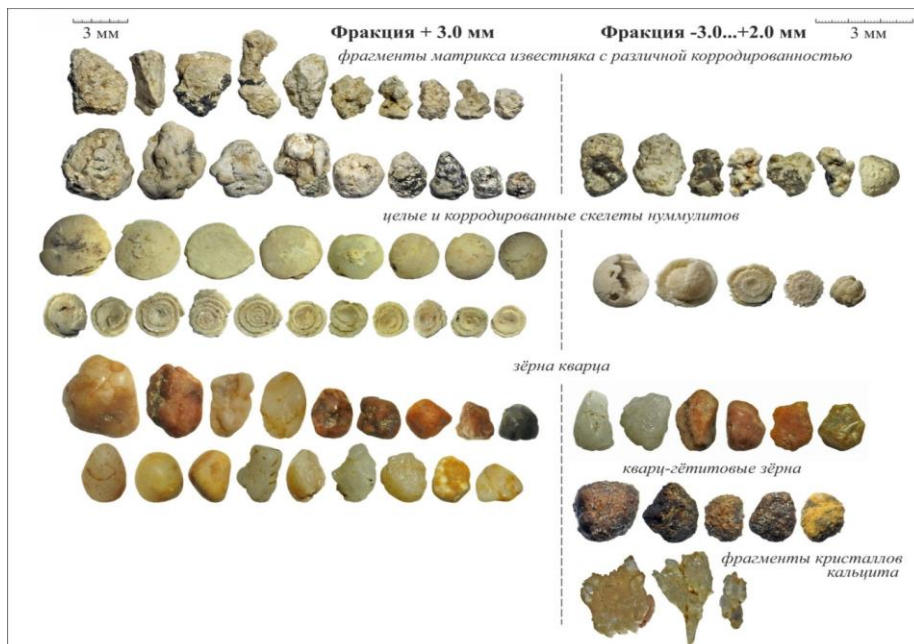 3 мм
Фракция + 3.0 мм
Фракция -3.0...+2.0 мм
3 мм
фрагменты матрикса известняка с различной корродированностью
целые и корродированные скелеты нуммулитов
зёрна кварца
кварц-гётитовые зёрна
фрагменты кристаллов
кальцита